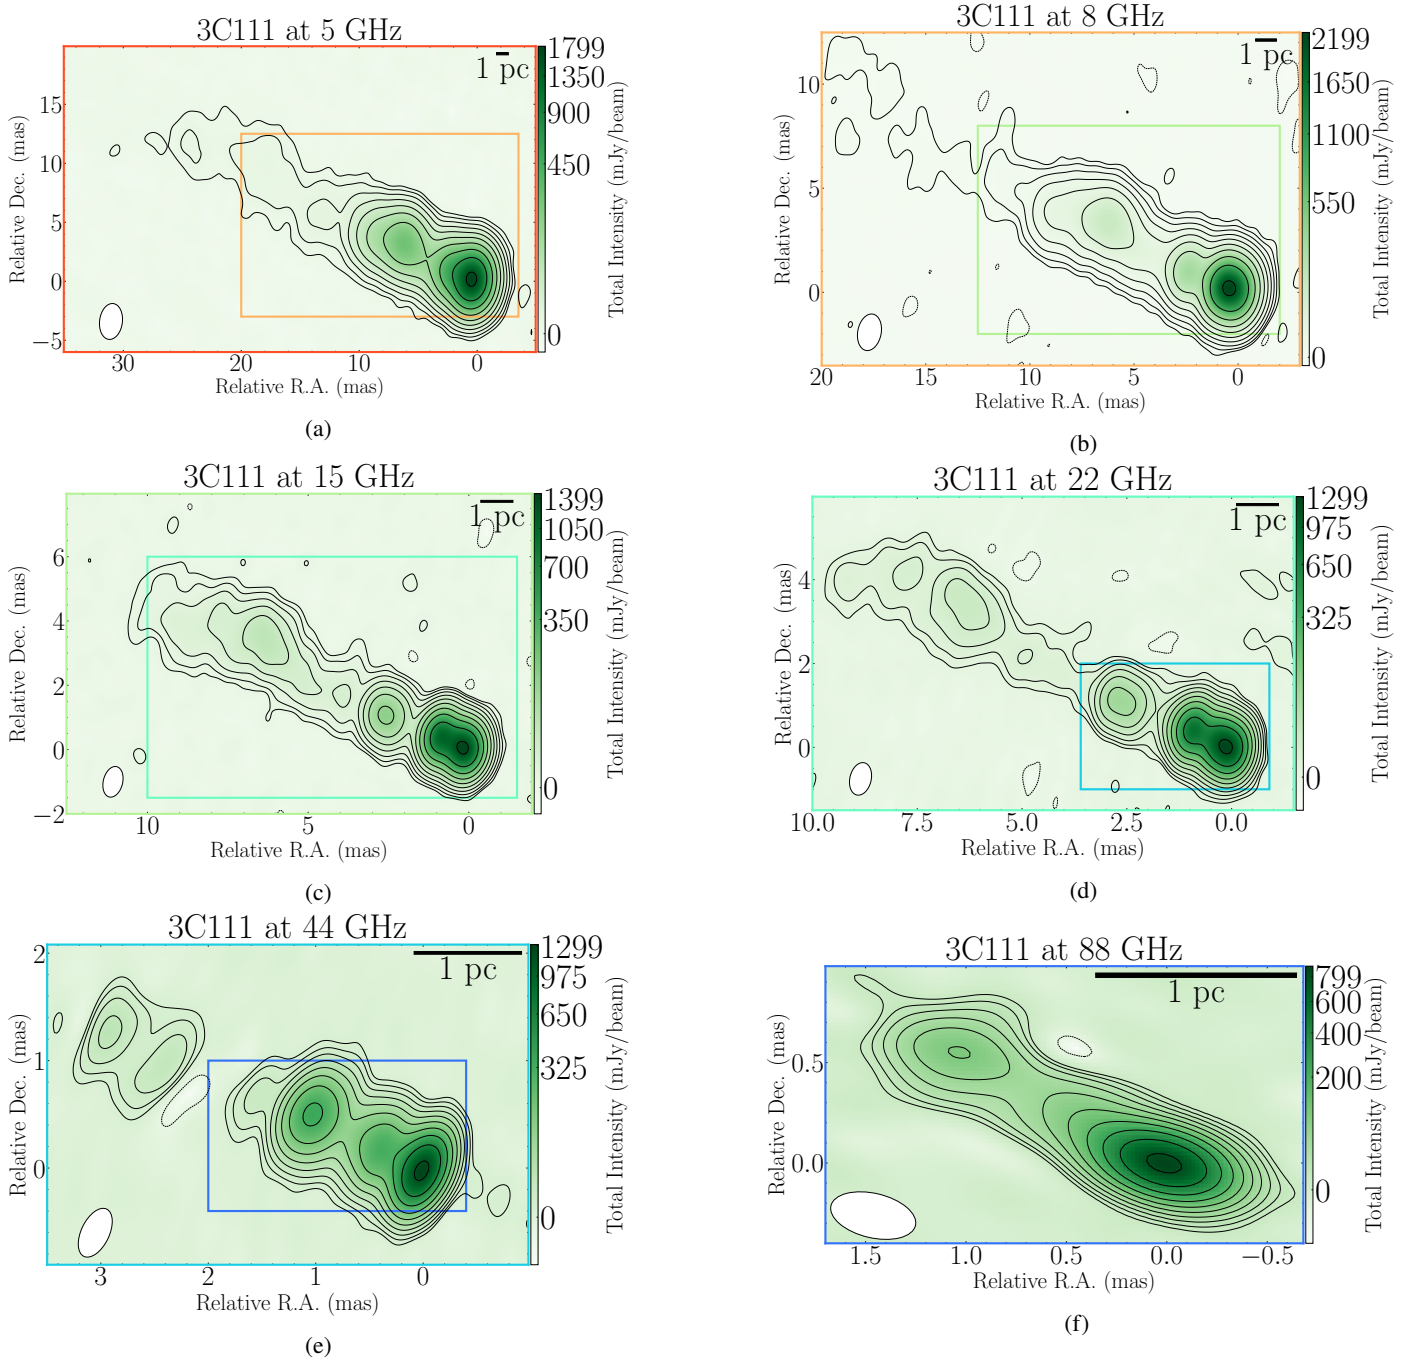 3C111 at 5 GHz
1 pc
1799
1350
900
450
0
Total Intensity (mJy/beam)
Relative Dec. (mas)
15
10
5
0
−5
30
20
10
0
Relative R.A. (mas)
(a)
3C111 at 8 GHz
1 pc
2199
1650
1100
550
0
Total Intensity (mJy/beam)
Relative Dec. (mas)
10
5
0
20
15
10
5
0
Relative R.A. (mas)
(b)
3C111 at 15 GHz
1 pc
1399
1050
700
350
0
Total Intensity (mJy/beam)
Relative Dec. (mas)
6
4
2
0
−2
10
5
0
Relative R.A. (mas)
(c)
3C111 at 22 GHz
1 pc
1299
975
650
325
0
Total Intensity (mJy/beam)
Relative Dec. (mas)
4
2
0
10.0
7.5
5.0
2.5
0.0
Relative R.A. (mas)
(d)
3C111 at 44 GHz
1 pc
1299
975
650
325
0
Total Intensity (mJy/beam)
Relative Dec. (mas)
2
1
0
3
2
1
0
Relative R.A. (mas)
(e)
3C111 at 88 GHz
1 pc
799
600
400
200
0
Total Intensity (mJy/beam)
Relative Dec. (mas)
0.5
0.0
1.5
1.0
0.5
0.0
−0.5
Relative R.A. (mas)
(f)